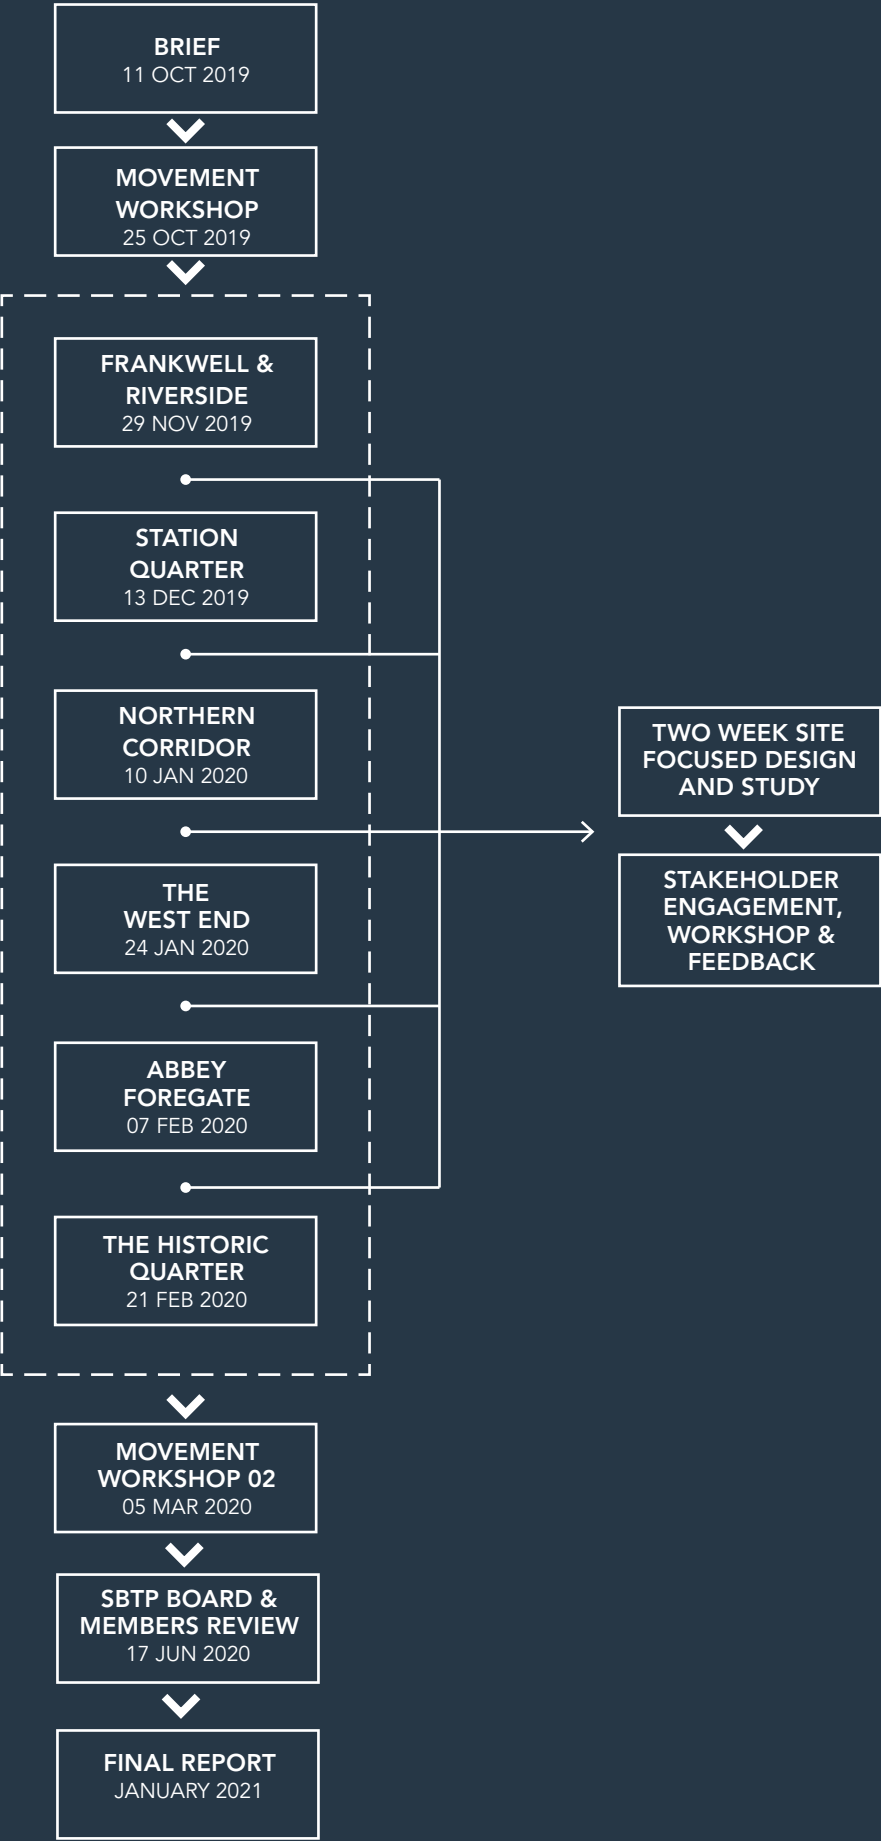 BRIEF
11 OCT 2019
MOVEMENT
WORKSHOP
25 OCT 2019
FRANKWELL &
RIVERSIDE
29 NOV 2019
STATION
QUARTER
13 DEC 2019
NORTHERN
CORRIDOR
10 JAN 2020
THE
WEST END
24 JAN 2020
ABBEY
FOREGATE
07 FEB 2020
THE HISTORIC
QUARTER
21 FEB 2020
TWO WEEK SITE
FOCUSED DESIGN
AND STUDY
STAKEHOLDER
ENGAGEMENT,
WORKSHOP &
FEEDBACK
MOVEMENT
WORKSHOP 02
05 MAR 2020
SBTP BOARD &
MEMBERS REVIEW
17 JUN 2020
FINAL REPORT
JANUARY 2021